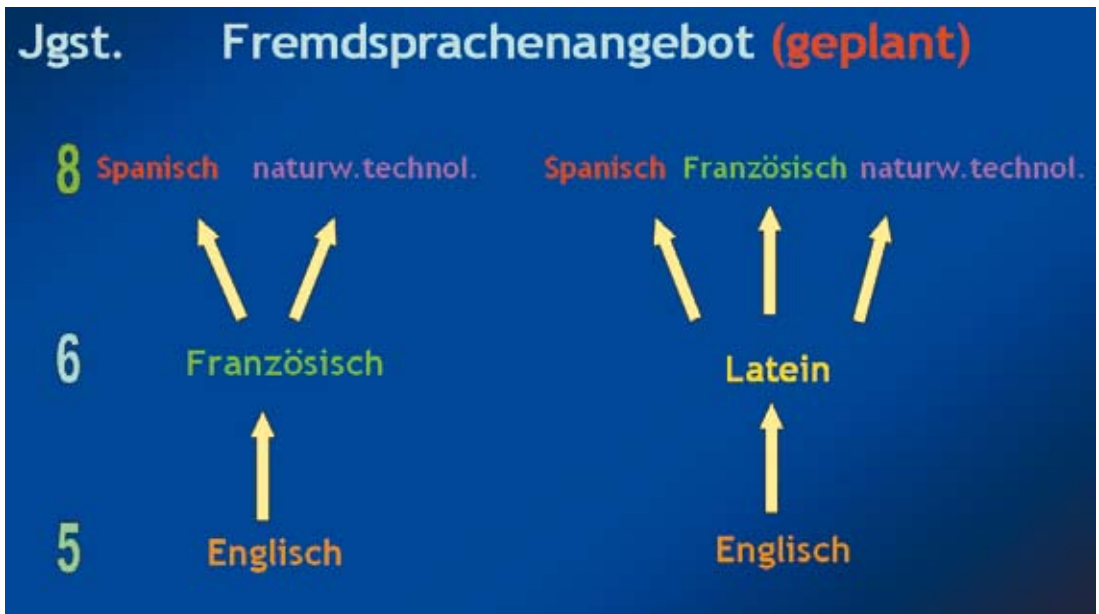 Jgst. Fremdsprachenangebot (geplant)
8 Spanisch naturw.technol. Spanisch Französisch naturw.technol.
6 Französisch Latein
5 Englisch Englisch